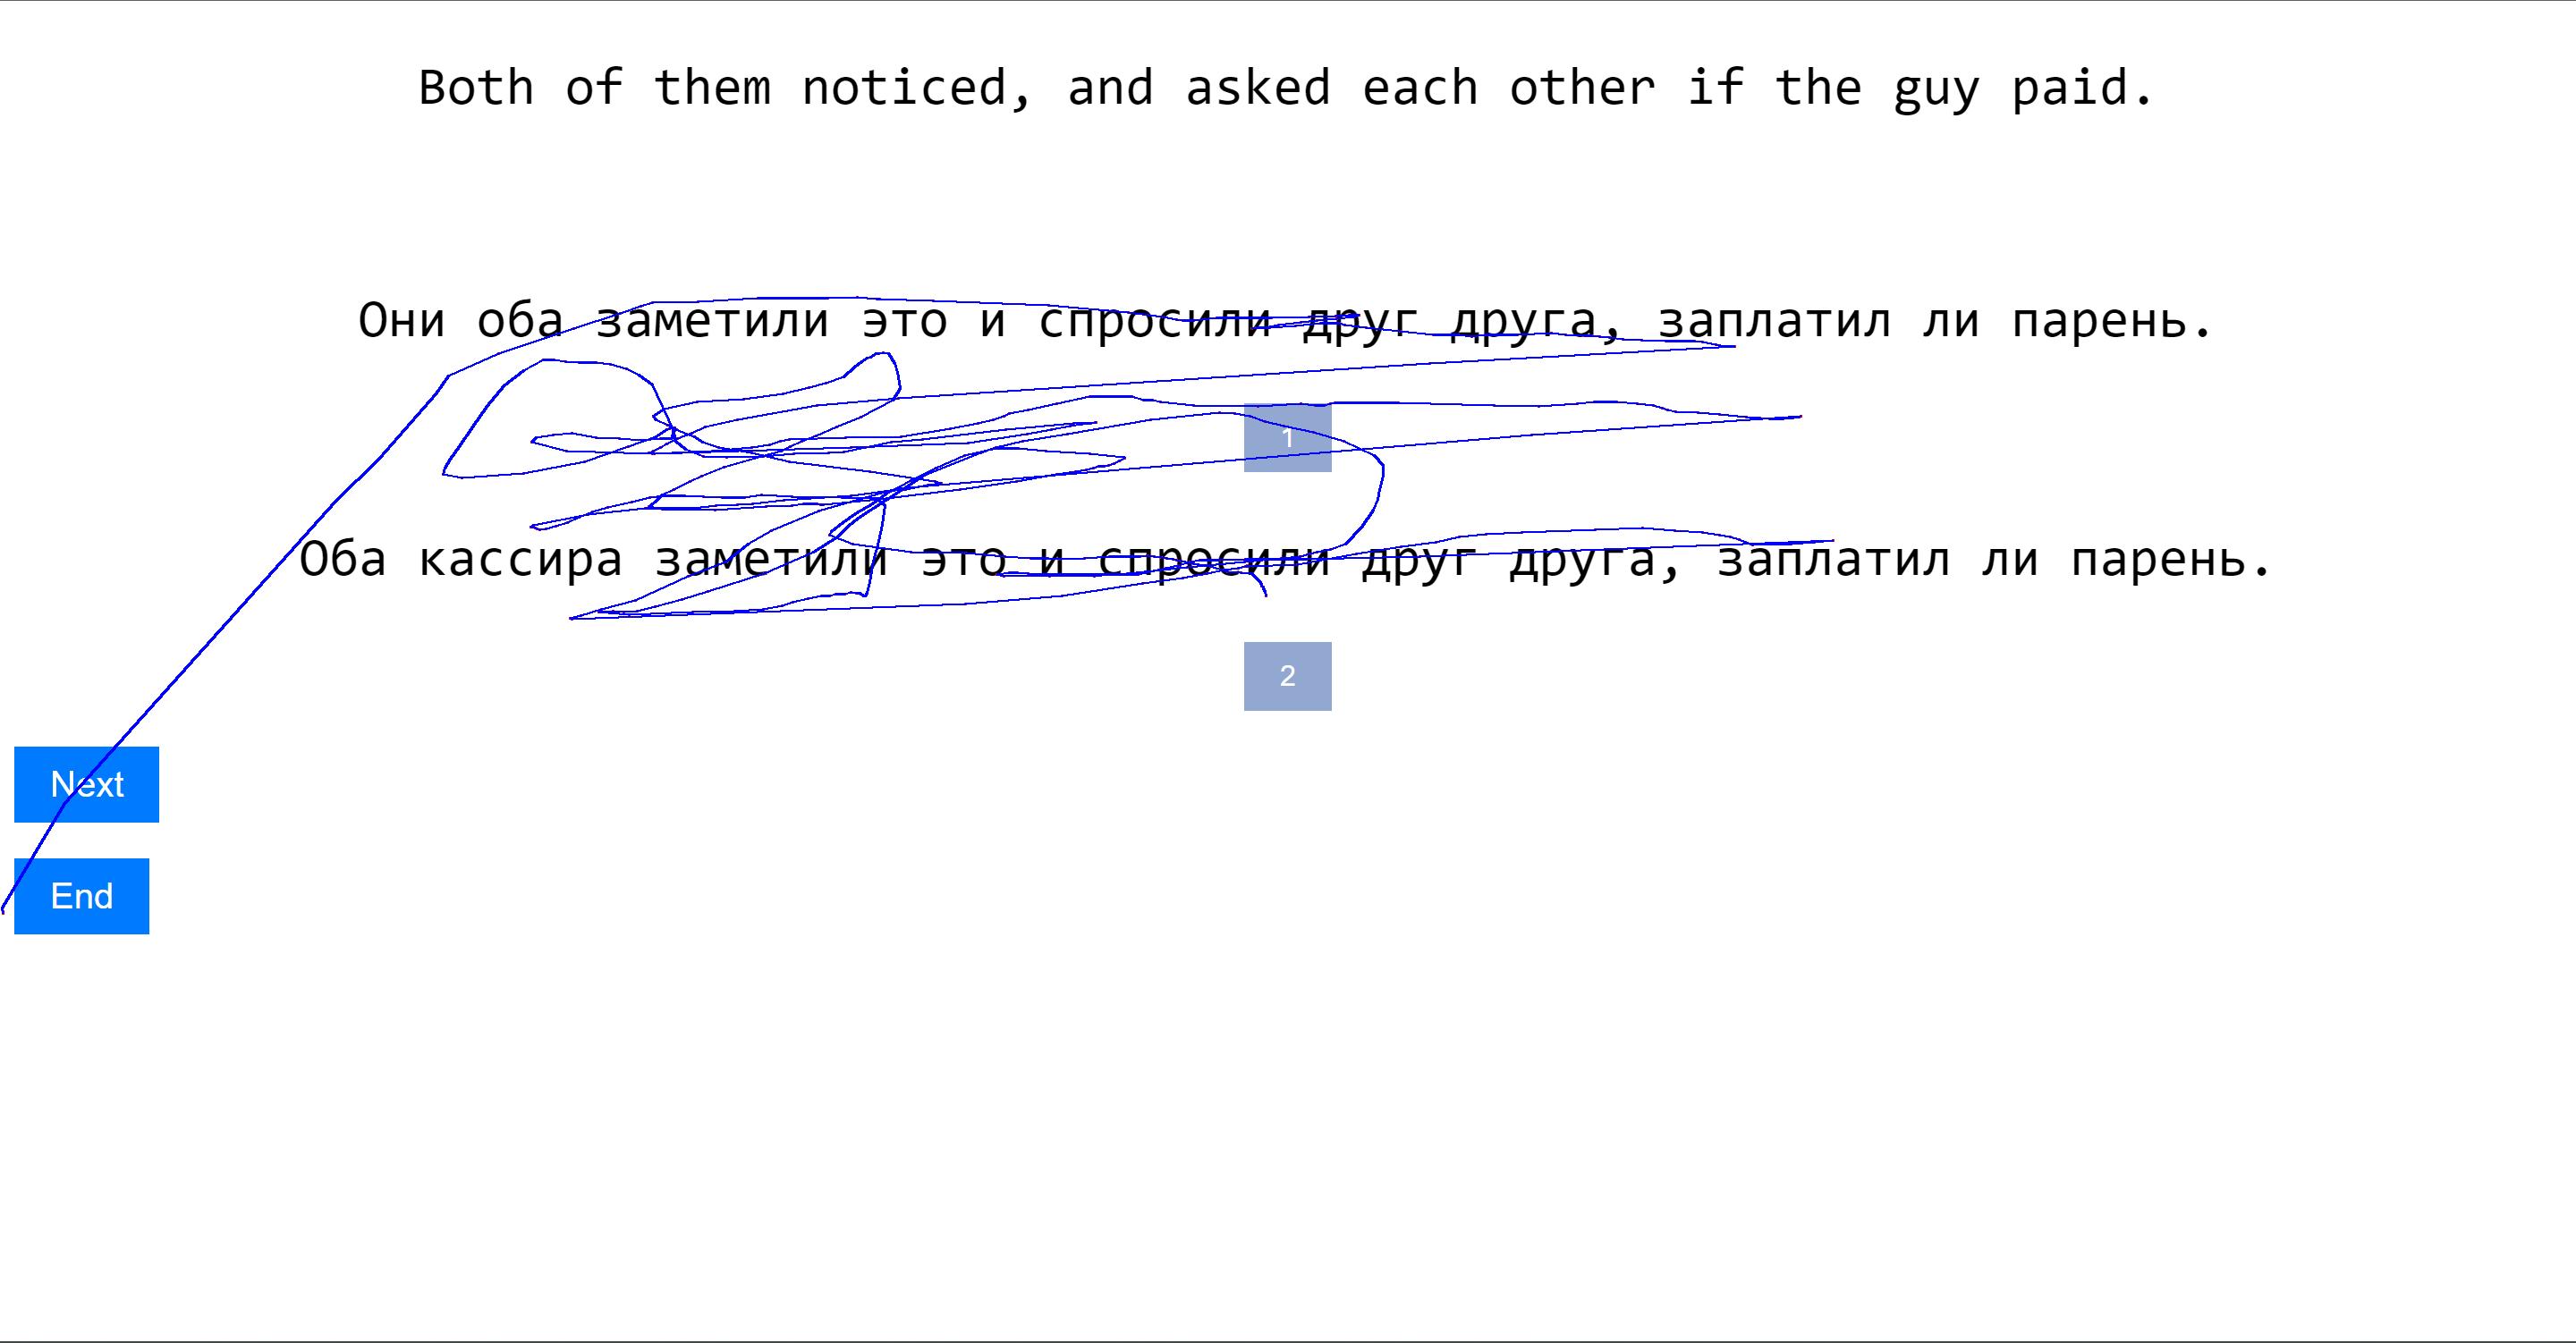 Both of them noticed, and asked each other if the guy paid.
Они оба заметили это и спросили друг друга, заплатил ли парень.
1
Оба кассира заметили это и спросили друг друга, заплатил ли парень.
2
Next
End